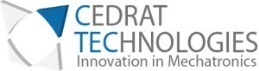 CEDRAT
TECHNOLOGIES
Innovation in Mechatronics